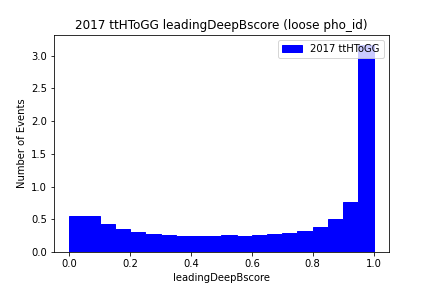 2017 ttHToGG leadingDeepBscore (loose pho_id)
2017 ttHToGG
Number of Events
3.0
2.5
2.0
1.5
1.0
0.5
0.0
0.0 0.2 0.4 0.6 0.8 1.0
leadingDeepBscore